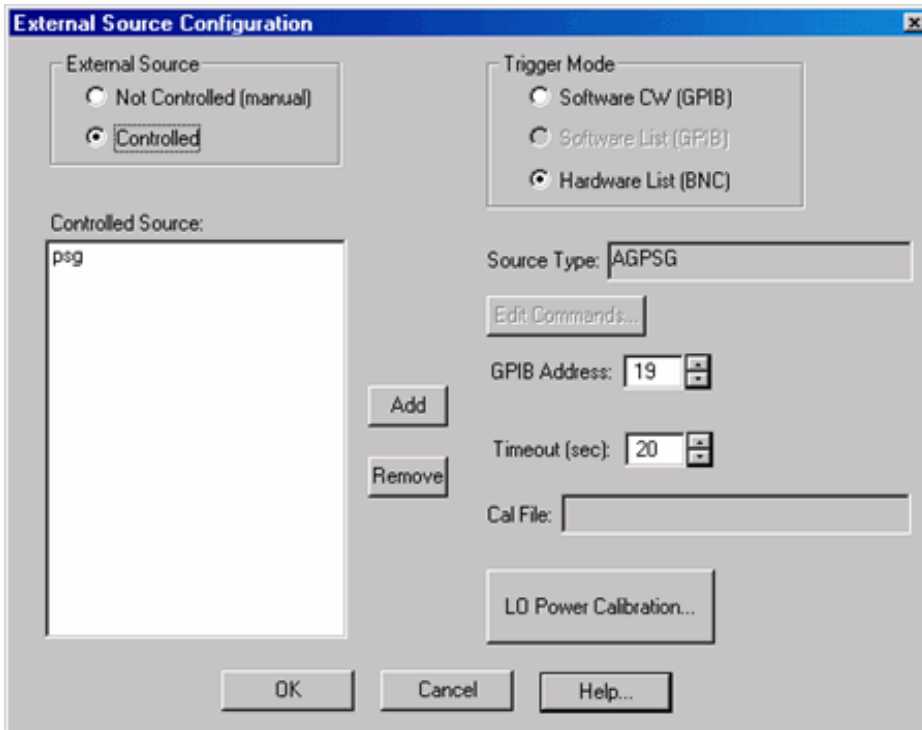 External Source Configuration
External Source
Not Controlled (manual)
Controlled
Trigger Mode
Software CW (GPIB)
Software List (GPIB)
Hardware List (BNC)
Controlled Source:
psg
Source Type: AGPSG
Edit Commands...
GPIB Address: 19
Add
Timeout (sec): 20
Remove
Cal File:
LO Power Calibration...
OK
Cancel
Help...